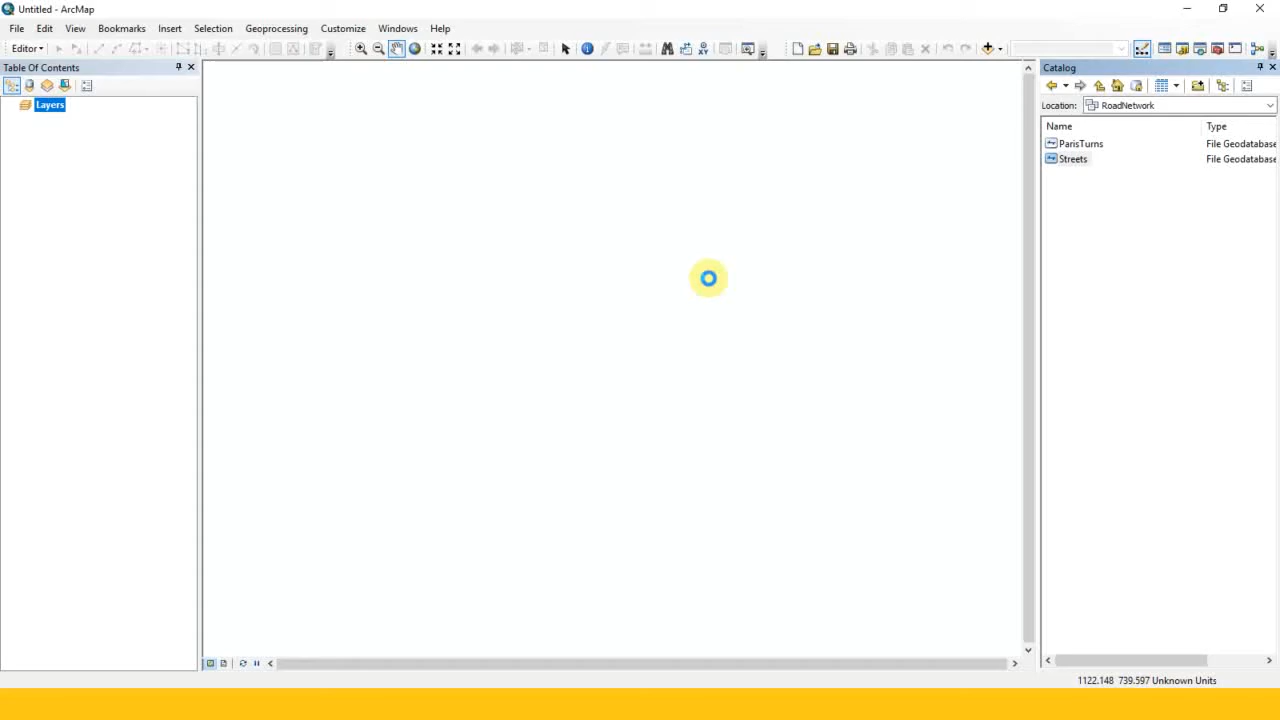 Untitled - ArcMap
File Edit View Bookmarks Insert Selection Geoprocessing Customize Windows Help
Editor
Table Of Contents
Layers
Catalog
Location: RoadNetwork
Name Type
ParisTurns File Geodatabase
Streets File Geodatabase
1122.148 739.597 Unknown Units